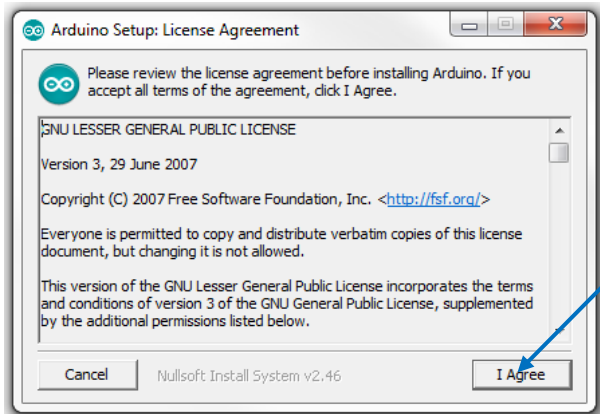 Arduino Setup: License Agreement
Please review the license agreement before installing Arduino. If you
accept all terms of the agreement, click I Agree.
GNU LESSER GENERAL PUBLIC LICENSE
Version 3, 29 June 2007
Copyright (C) 2007 Free Software Foundation, Inc. <http://fsf.org/>
Everyone is permitted to copy and distribute verbatim copies of this license
document, but changing it is not allowed.
This version of the GNU Lesser General Public License incorporates the terms
and conditions of version 3 of the GNU General Public License, supplemented
by the additional permissions listed below.
Cancel
Nullsoft Install System v2.46
I Agree